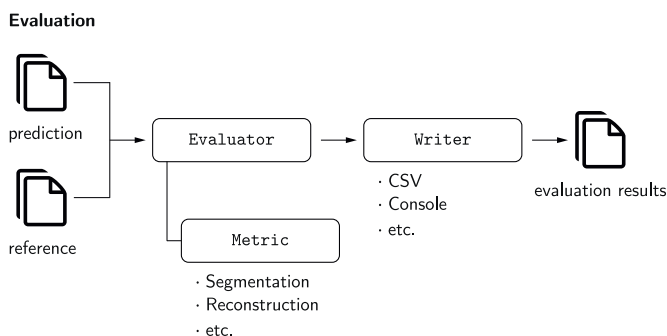 Evaluation
prediction
reference
Evaluator
Metric
· Segmentation
· Reconstruction
· etc.
Writer
· CSV
· Console
· etc.
evaluation results